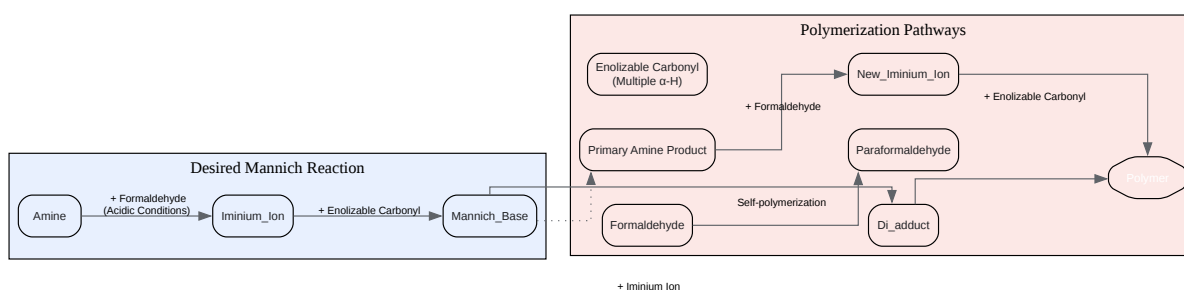 Polymerization Pathways
Enolizable Carbonyl
(Multiple α-H)
New_Iminium_Ion
+ Enolizable Carbonyl
+ Formaldehyde
Primary Amine Product
Paraformaldehyde
Polymer
Self-polymerization
Formaldehyde
Di_adduct
Desired Mannich Reaction
Amine
+ Formaldehyde
(Acidic Conditions)
Iminium_Ion
+ Enolizable Carbonyl
Mannich_Base
+ Iminium Ion